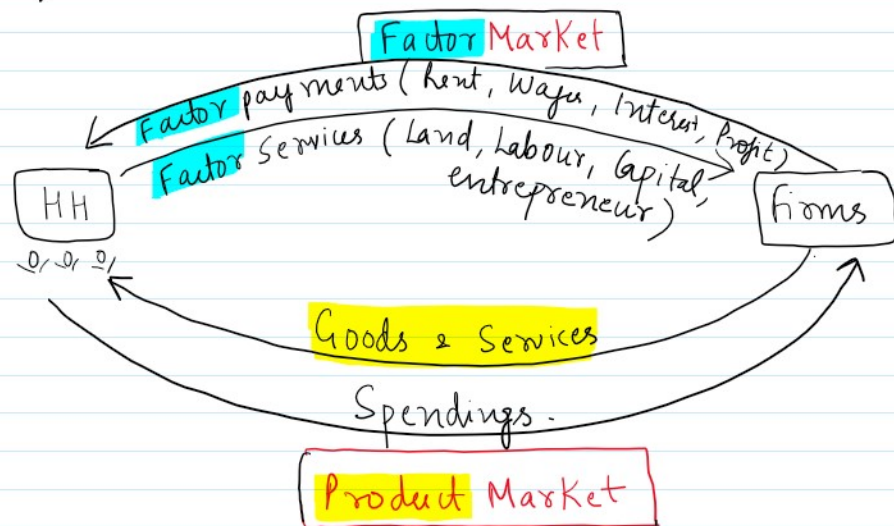 Factor Market
Factor payments (Rent, Wages, Interest, Profit)
Factor Services (Land, Labour, Capital,
entrepreneur)
HH
Firms
Goods & Services
Spendings.
Product Market